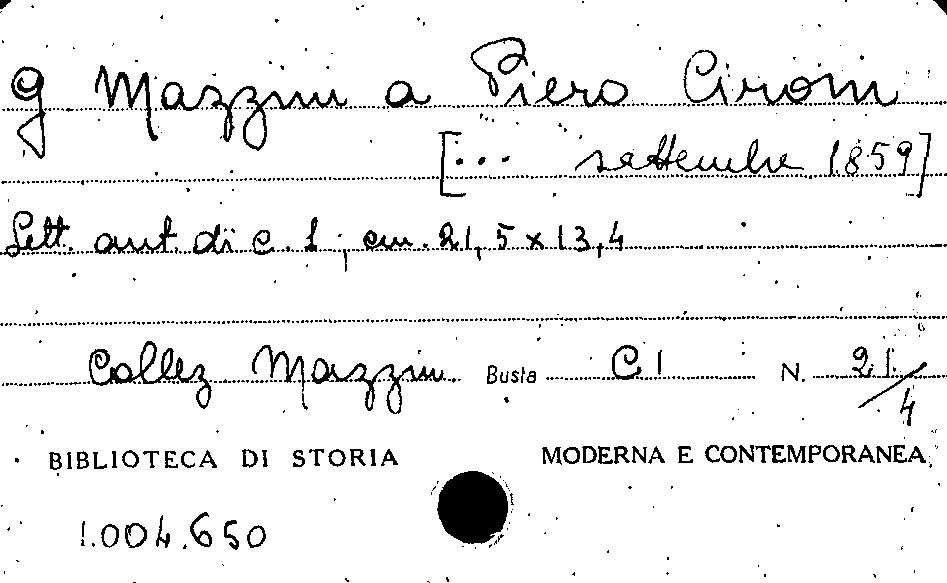 G Mazzini a Piero Cironi
[... settembre 1859]
Lett. aut. di c. 1; cm. 21,5 x 13,4
Collez Mazzini Busta C I N. 21/4
BIBLIOTECA DI STORIA MODERNA E CONTEMPORANEA
1.004.650